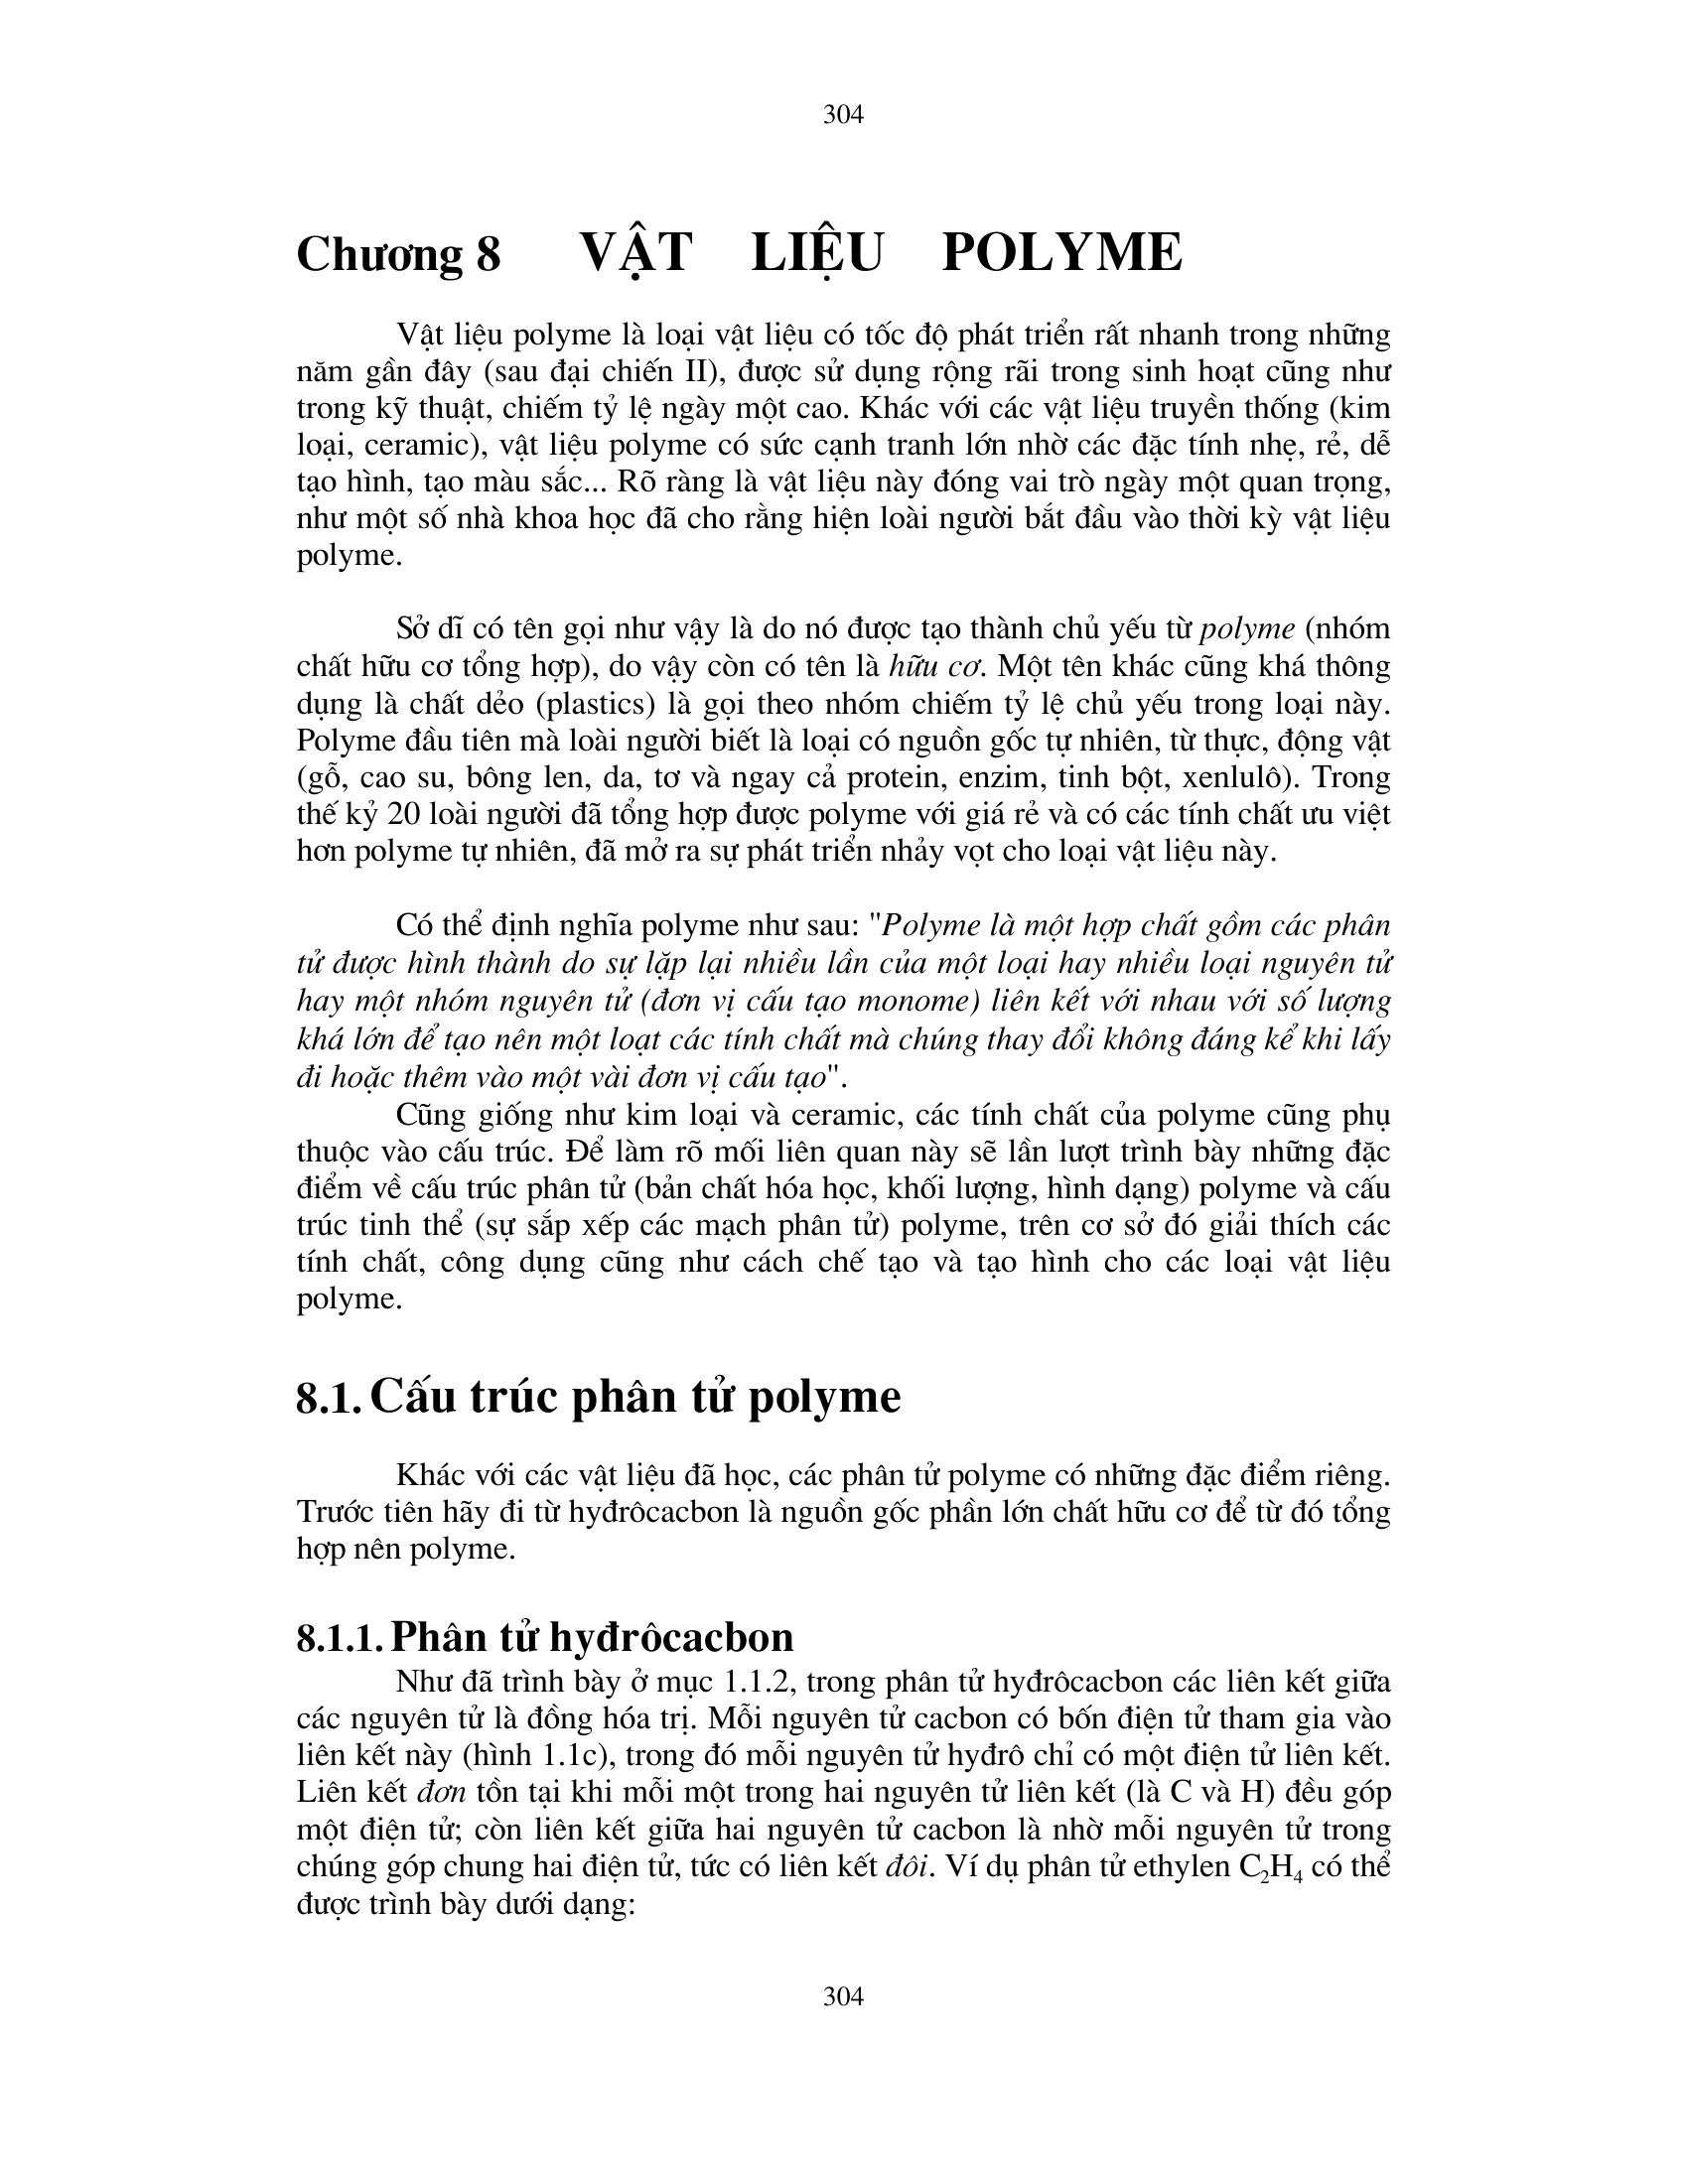 304
Chương 8 VẬT LIỆU POLYME
Vật liệu polyme là loại vật liệu có tốc độ phát triển rất nhanh trong những
năm gần đây (sau đại chiến II), được sử dụng rộng rãi trong sinh hoạt cũng như
trong kỹ thuật, chiếm tỷ lệ ngày một cao. Khác với các vật liệu truyền thống (kim
loại, ceramic), vật liệu polyme có sức cạnh tranh lớn nhờ các đặc tính nhẹ, rẻ, dễ
tạo hình, tạo màu sắc... Rõ ràng là vật liệu này đóng vai trò ngày một quan trọng,
như một số nhà khoa học đã cho rằng hiện loài người bắt đầu vào thời kỳ vật liệu
polyme.
Sở dĩ có tên gọi như vậy là do nó được tạo thành chủ yếu từ polyme (nhóm
chất hữu cơ tổng hợp), do vậy còn có tên là hữu cơ. Một tên khác cũng khá thông
dụng là chất dẻo (plastics) là gọi theo nhóm chiếm tỷ lệ chủ yếu trong loại này.
Polyme đầu tiên mà loài người biết là loại có nguồn gốc tự nhiên, từ thực, động vật
(gỗ, cao su, bông len, da, tơ và ngay cả protein, enzim, tinh bột, xenlulô). Trong
thế kỷ 20 loài người đã tổng hợp được polyme với giá rẻ và có các tính chất ưu việt
hơn polyme tự nhiên, đã mở ra sự phát triển nhảy vọt cho loại vật liệu này.
Có thể định nghĩa polyme như sau: "Polyme là một hợp chất gồm các phân
tử được hình thành do sự lặp lại nhiều lần của một loại hay nhiều loại nguyên tử
hay một nhóm nguyên tử (đơn vị cấu tạo monome) liên kết với nhau với số lượng
khá lớn để tạo nên một loạt các tính chất mà chúng thay đổi không đáng kể khi lấy
đi hoặc thêm vào một vài đơn vị cấu tạo".
Cũng giống như kim loại và ceramic, các tính chất của polyme cũng phụ
thuộc vào cấu trúc. Để làm rõ mối liên quan này sẽ lần lượt trình bày những đặc
điểm về cấu trúc phân tử (bản chất hóa học, khối lượng, hình dạng) polyme và cấu
trúc tinh thể (sự sắp xếp các mạch phân tử) polyme, trên cơ sở đó giải thích các
tính chất, công dụng cũng như cách chế tạo và tạo hình cho các loại vật liệu
polyme.
8.1. Cấu trúc phân tử polyme
Khác với các vật liệu đã học, các phân tử polyme có những đặc điểm riêng.
Trước tiên hãy đi từ hyđrôcacbon là nguồn gốc phần lớn chất hữu cơ để từ đó tổng
hợp nên polyme.
8.1.1. Phân tử hyđrôcacbon
Như đã trình bày ở mục 1.1.2, trong phân tử hyđrôcacbon các liên kết giữa
các nguyên tử là đồng hóa trị. Mỗi nguyên tử cacbon có bốn điện tử tham gia vào
liên kết này (hình 1.1c), trong đó mỗi nguyên tử hyđrô chỉ có một điện tử liên kết.
Liên kết đơn tồn tại khi mỗi một trong hai nguyên tử liên kết (là C và H) đều góp
một điện tử; còn liên kết giữa hai nguyên tử cacbon là nhờ mỗi nguyên tử trong
chúng góp chung hai điện tử, tức có liên kết đôi. Ví dụ phân tử ethylen C₂H₄ có thể
được trình bày dưới dạng:
304